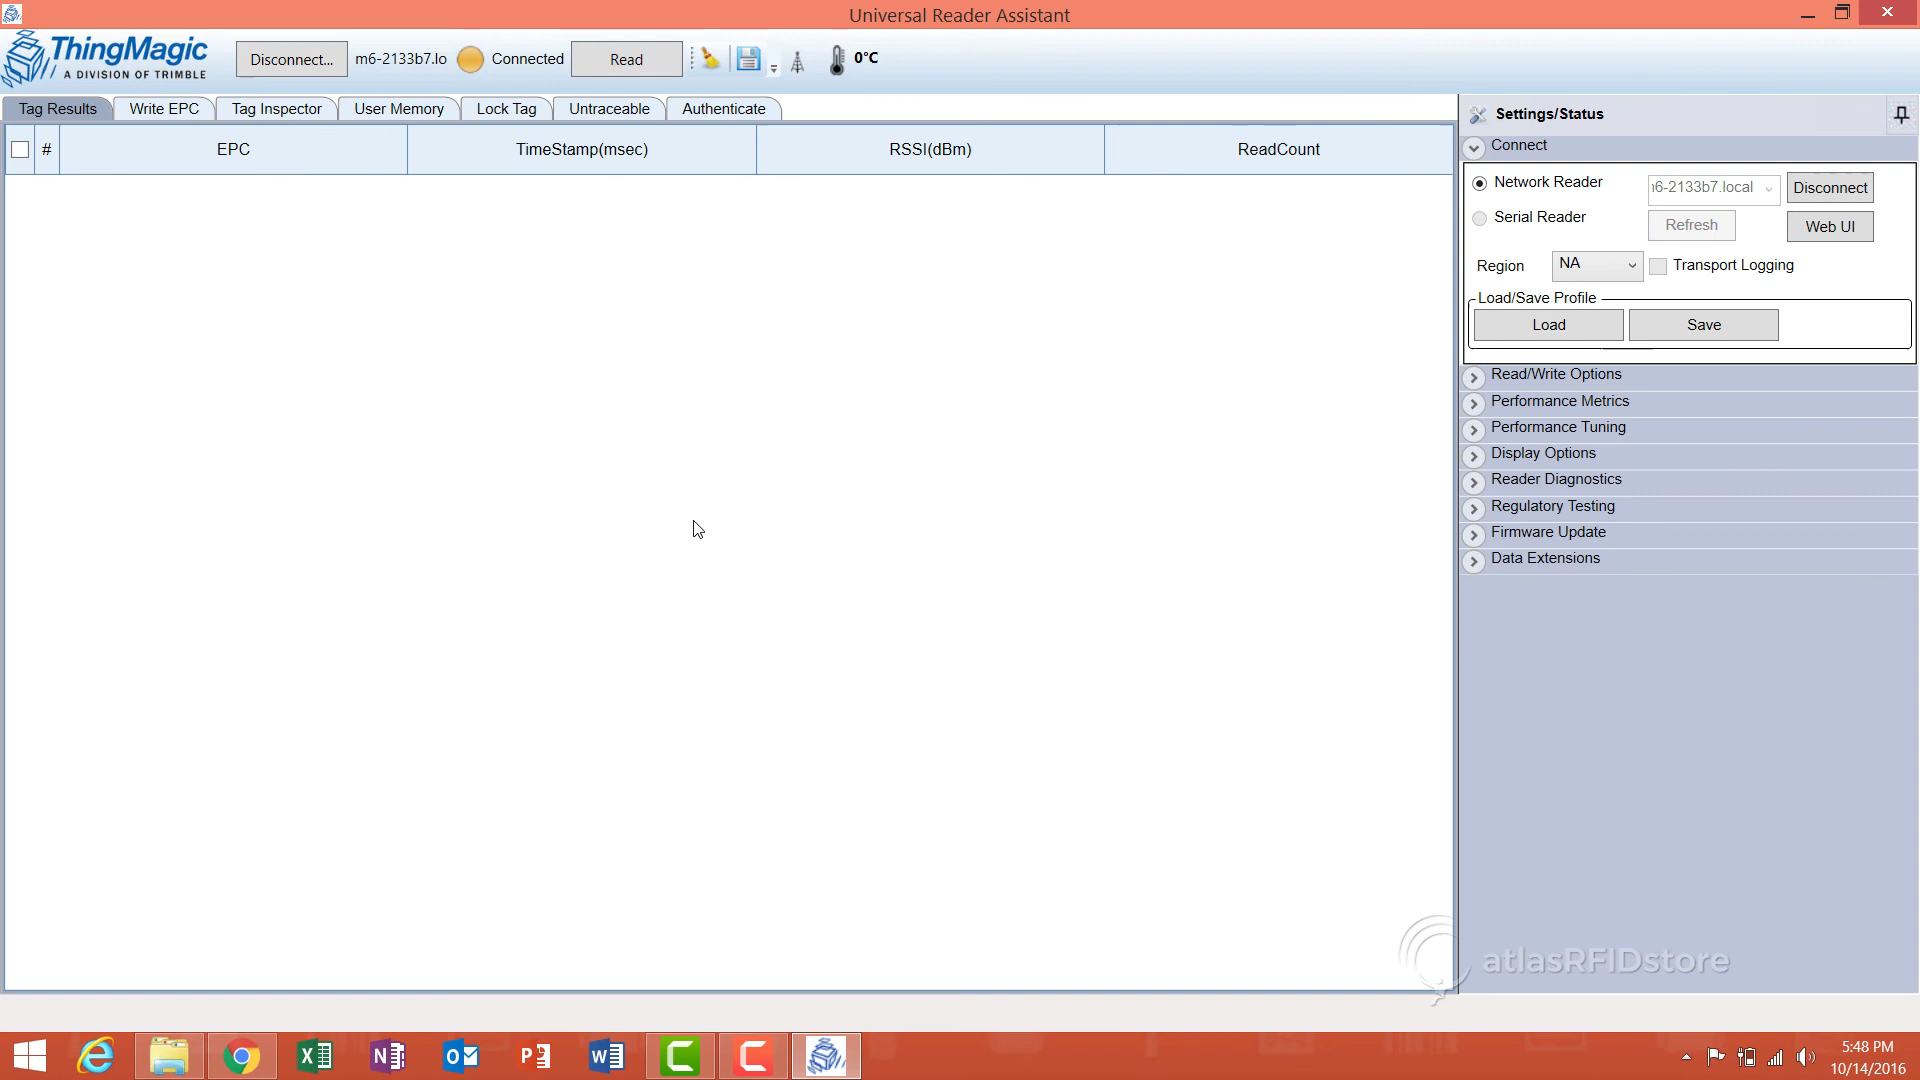 Universal Reader Assistant
ThingMagic
A DIVISION OF TRIMBLE
Disconnect... m6-2133b7.lo Connected Read 0°C
Tag Results Write EPC Tag Inspector User Memory Lock Tag Untraceable Authenticate
# EPC TimeStamp(msec) RSSI(dBm) ReadCount
Settings/Status
Connect
Network Reader 6-2133b7.local Disconnect
Serial Reader Refresh Web UI
Region NA Transport Logging
Load/Save Profile
Load Save
Read/Write Options
Performance Metrics
Performance Tuning
Display Options
Reader Diagnostics
Regulatory Testing
Firmware Update
Data Extensions
atlasRFIDstore
5:48 PM
10/14/2016